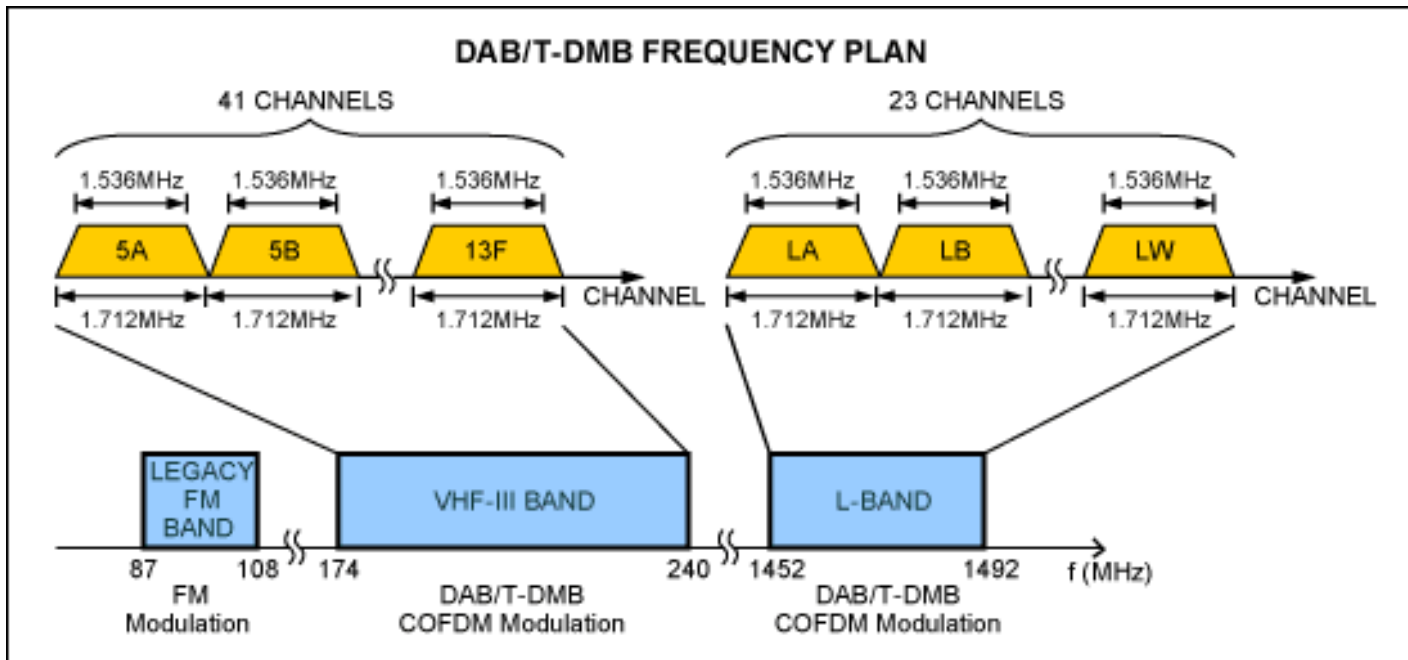 DAB/T-DMB FREQUENCY PLAN
41 CHANNELS
23 CHANNELS
1.536MHz 1.536MHz 1.536MHz
1.536MHz 1.536MHz 1.536MHz
5A 5B 13F
LA LB LW
CHANNEL
CHANNEL
1.712MHz 1.712MHz 1.712MHz
1.712MHz 1.712MHz 1.712MHz
LEGACY
FM
BAND
VHF-III BAND
L-BAND
87 108 174 240 1452 1492 f (MHz)
FM
Modulation
DAB/T-DMB
COFDM Modulation
DAB/T-DMB
COFDM Modulation